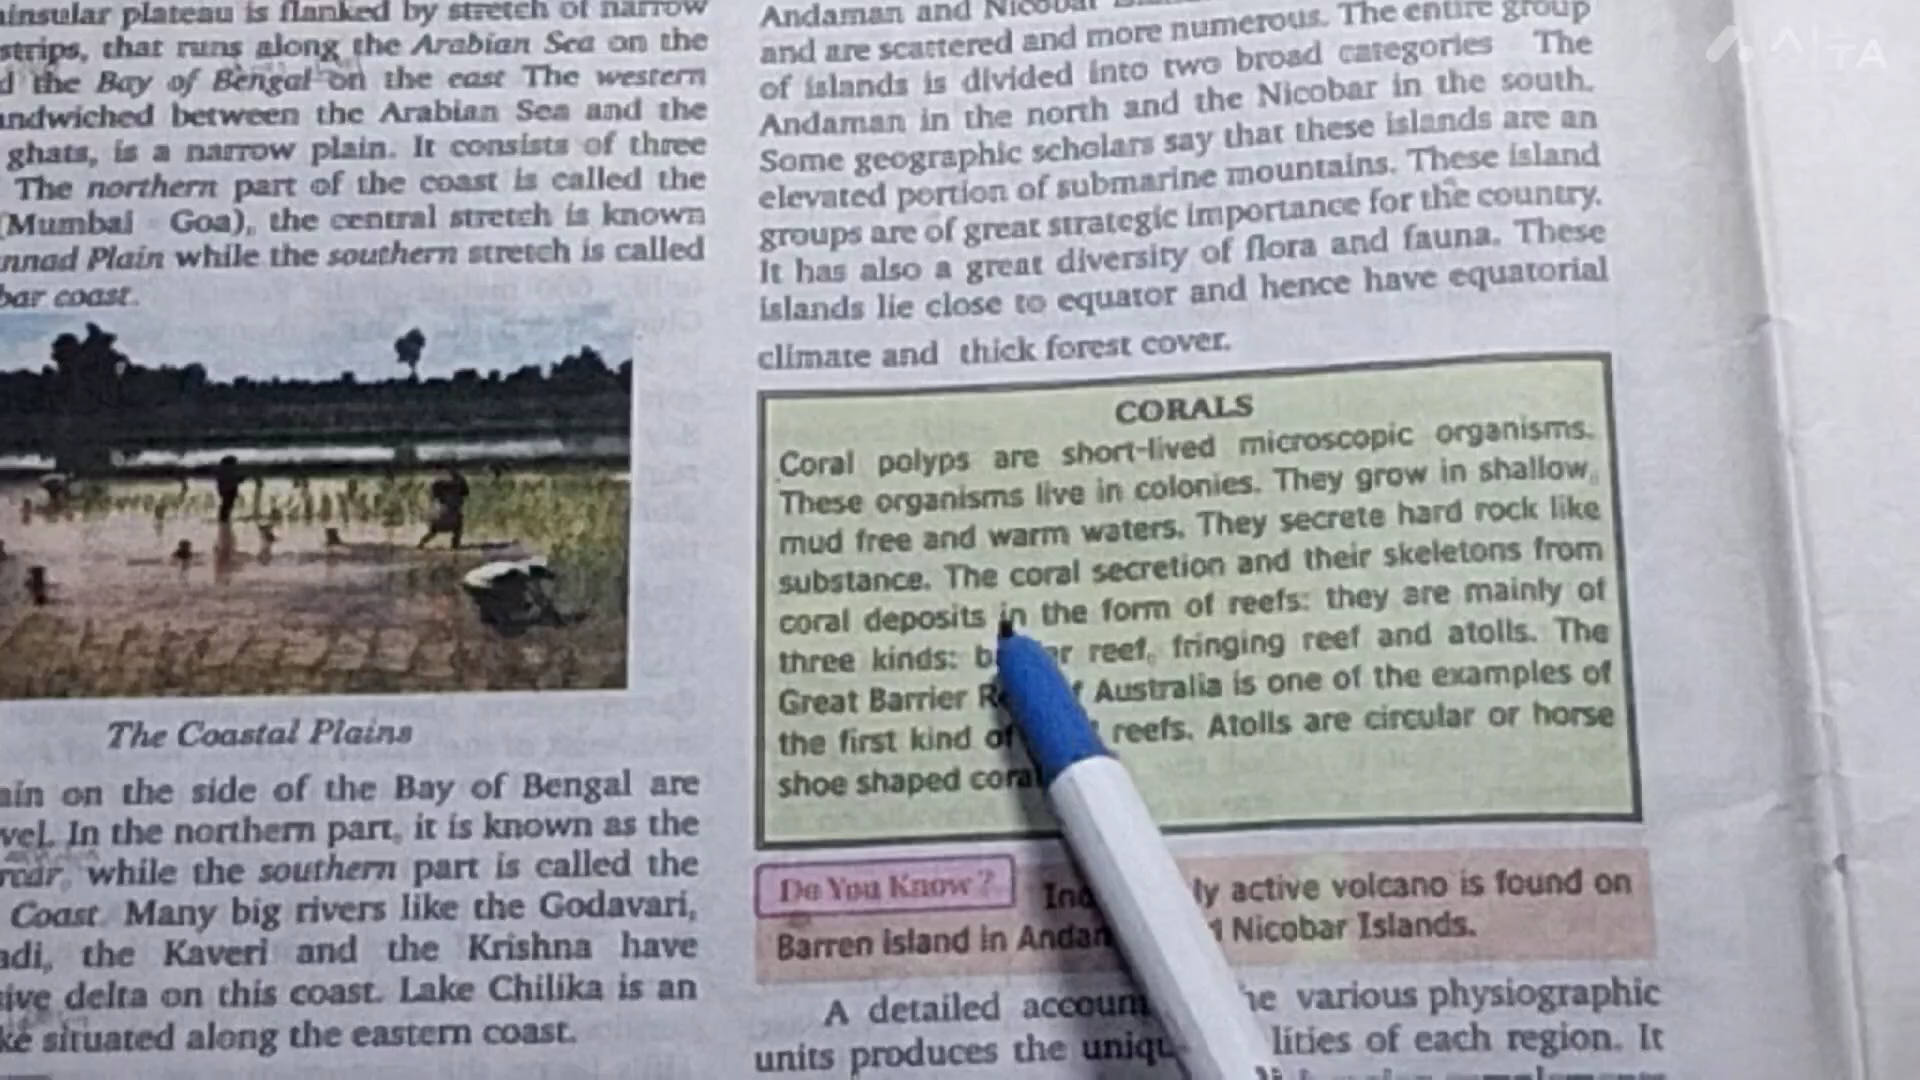 insular plateau is flanked by stretch of narrow
strips, that runs along the Arabian Sea on the
the Bay of Bengal on the east The western
ndwiched between the Arabian Sea and the
ghats, is a narrow plain. It consists of three
The northern part of the coast is called the
(Mumbai Goa), the central stretch is known
nnad Plain while the southern stretch is called
bar coast.
The Coastal Plains
ain on the side of the Bay of Bengal are
vel. In the northern part, it is known as the
rcar, while the southern part is called the
Coast. Many big rivers like the Godavari,
adi, the Kaveri and the Krishna have
ive delta on this coast. Lake Chilika is an
ke situated along the eastern coast.
Andaman and Nicobar
and are scattered and more numerous. The entire group
of islands is divided into two broad categories The
Andaman in the north and the Nicobar in the south.
Some geographic scholars say that these islands are an
elevated portion of submarine mountains. These island
groups are of great strategic importance for the country.
It has also a great diversity of flora and fauna. These
islands lie close to equator and hence have equatorial
climate and thick forest cover.
CORALS
Coral polyps are short-lived microscopic organisms.
These organisms live in colonies. They grow in shallow,
mud free and warm waters. They secrete hard rock like
substance. The coral secretion and their skeletons from
coral deposits in the form of reefs: they are mainly of
three kinds: reef, fringing reef and atolls. The
Great Barrier Australia is one of the examples of
the first kind of reefs. Atolls are circular or horse
shoe shaped coral
Do You Know? active volcano is found on
Barren island in Nicobar Islands.
A detailed various physiographic
units produces the of each region. It